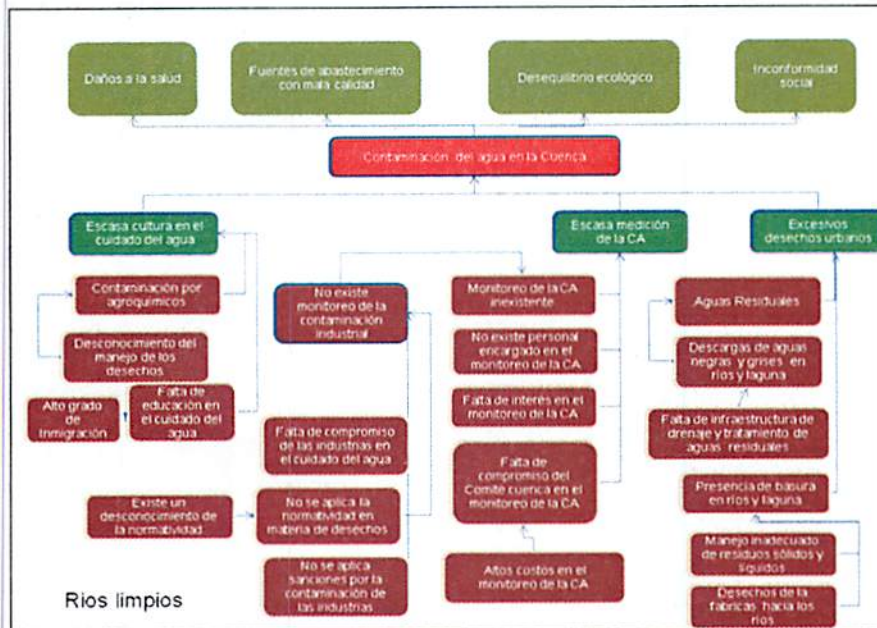 Daños a la salud
Fuentes de abastecimiento
con mala calidad
Desequilibrio ecológico
Inconformidad
social
Contaminación del agua en la Cuenca
Escasa cultura en el
cuidado del agua
Escasa medición
de la CA
Excesivos
desechos urbanos
Contaminación por
agroquímicos
No existe
monitoreo de la
contaminación
industrial
Monitoreo de la CA
inexistente
Aguas Residuales
Desconocimiento del
manejo de los
desechos
No existe personal
encargado en el
monitoreo de la CA
Descargas de aguas
negras y grises en
ríos y laguna
Alto grado
de
Inmigración
Falta de
educación en
el cuidado del
agua
Falta de interés en el
monitoreo de la CA
Falta de compromiso
de las industrias en
el cuidado del agua
Falta de infraestructura de
drenaje y tratamiento de
aguas residuales
Falta de
compromiso del
Comité cuenca en el
monitoreo de la CA
Presencia de basura
en ríos y laguna
Existe un
desconocimiento de
la normatividad
No se aplica la
normatividad en
materia de desechos
Manejo inadecuado
de residuos sólidos y
líquidos
No se aplica
sanciones por la
contaminación de
las industrias
Altos costos en el
monitoreo de la CA
Desechos de la
fabricas hacia los
ríos
Rios limpios